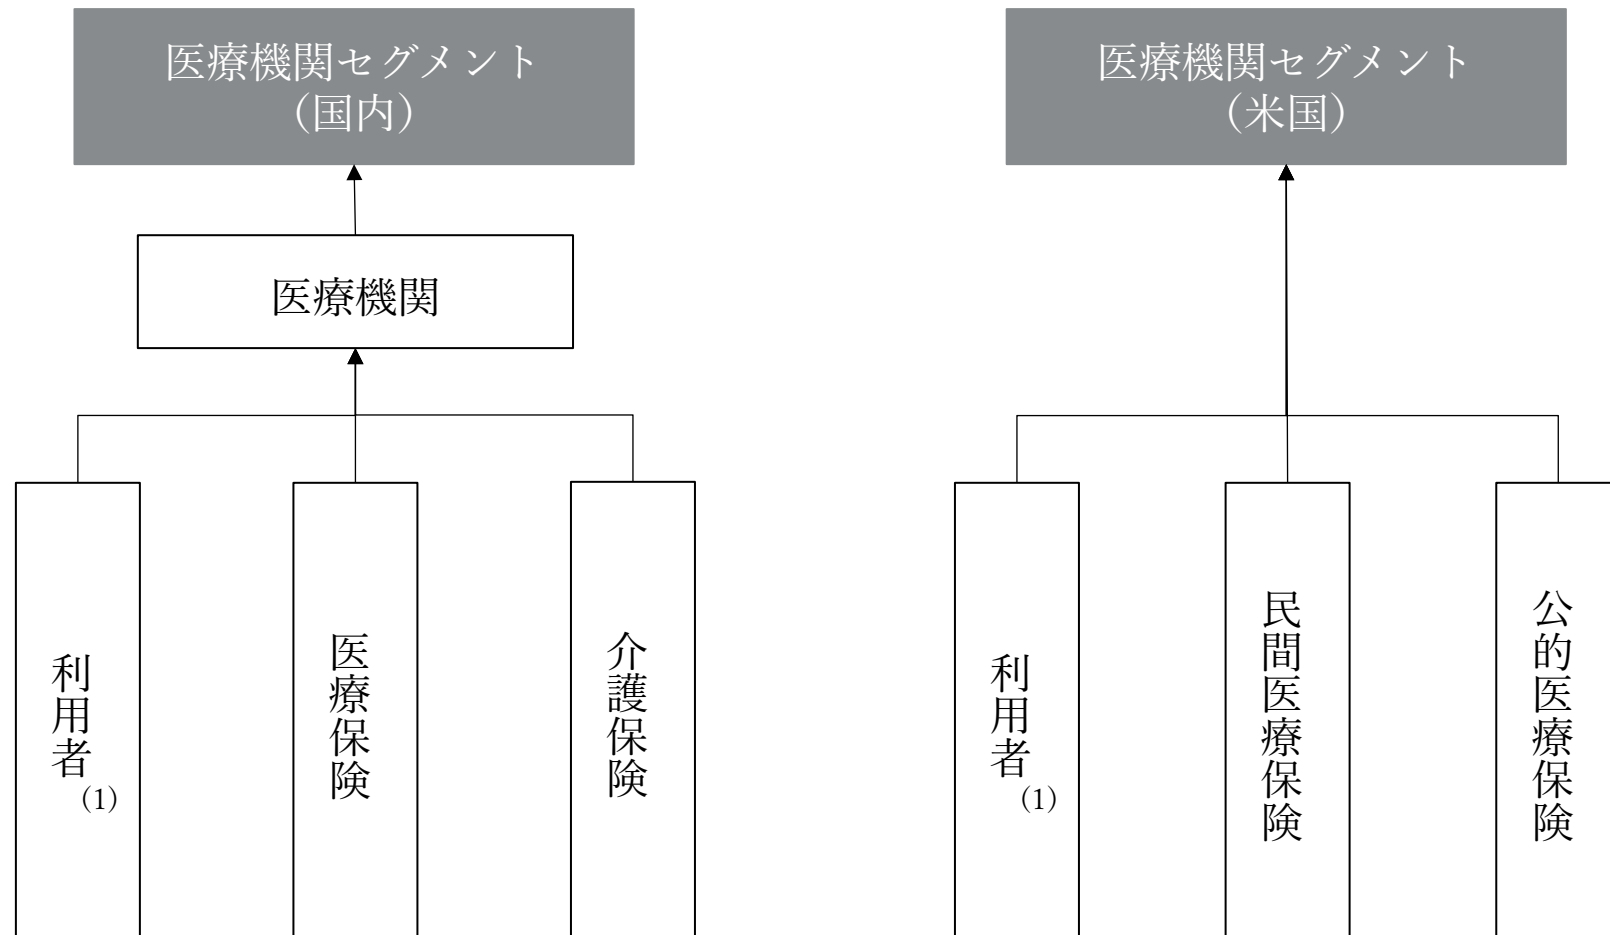 医療機関セグメント
（国内）
医療機関
利用者(1)
医療保険
介護保険
医療機関セグメント
（米国）
利用者(1)
民間医療保険
公的医療保険